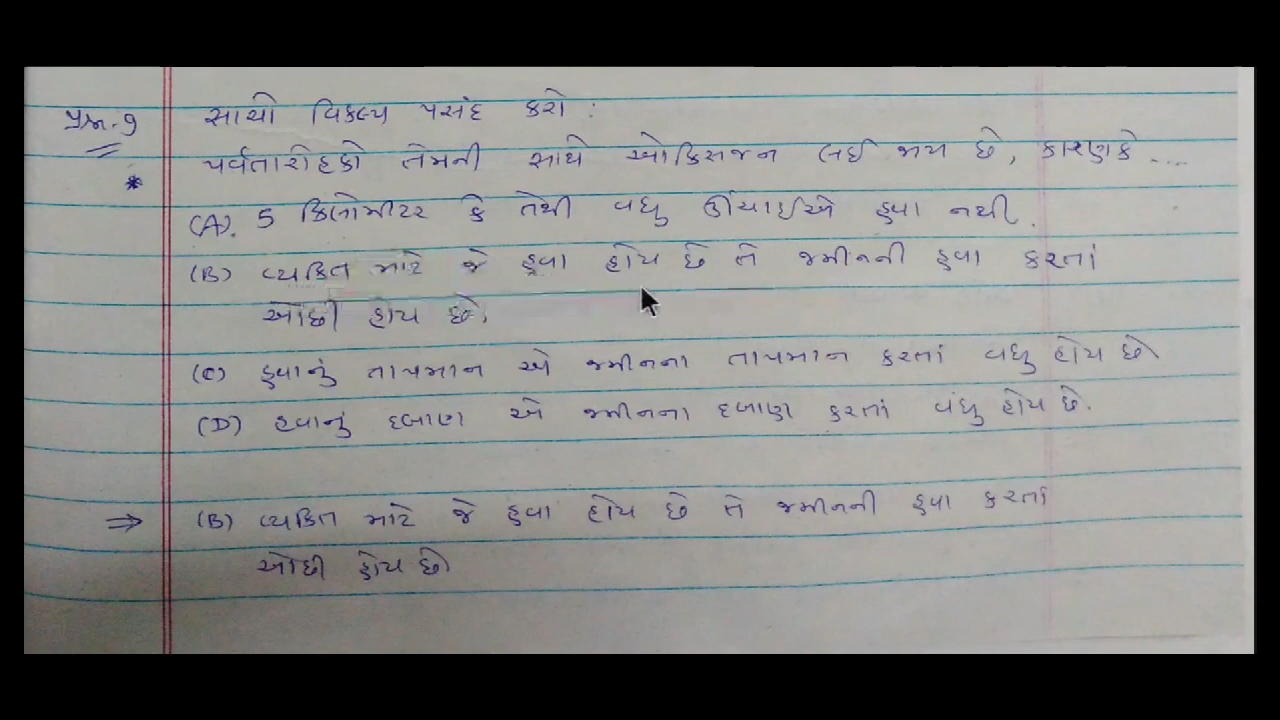 પ્રશ્ન-૧ સાચો વિકલ્પ પસંદ કરો :
* પર્વતારોહકો તેમની સાથે ઓકિસજન લઈ જાય છે, કારણકે ....
(A). 5 કિલોમીટર કે તેથી વધુ ઊંચાઈએ હવા નથી.
(B) વ્યકિત માટે જે હવા હોય છે તે જમીનની હવા કરતાં
ઓછી હોય છે.
(C) હવાનું તાપમાન એ જમીનના તાપમાન કરતાં વધુ હોય છે
(D) હવાનું દબાણ એ જમીનના દબાણ કરતાં વધુ હોય છે.
⇒ (B) વ્યકિત માટે જે હવા હોય છે તે જમીનની હવા કરતાં
ઓછી હોય છે